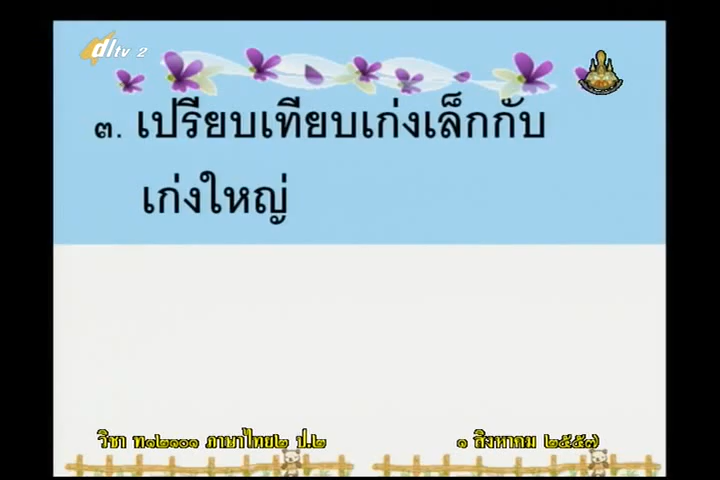 dltv 2
๓. เปรียบเทียบเก่งเล็กกับ
เก่งใหญ่
วิชา ท๑๒๑๐๑ ภาษาไทย๒ ป.๒
๑ สิงหาคม ๒๕๕๗